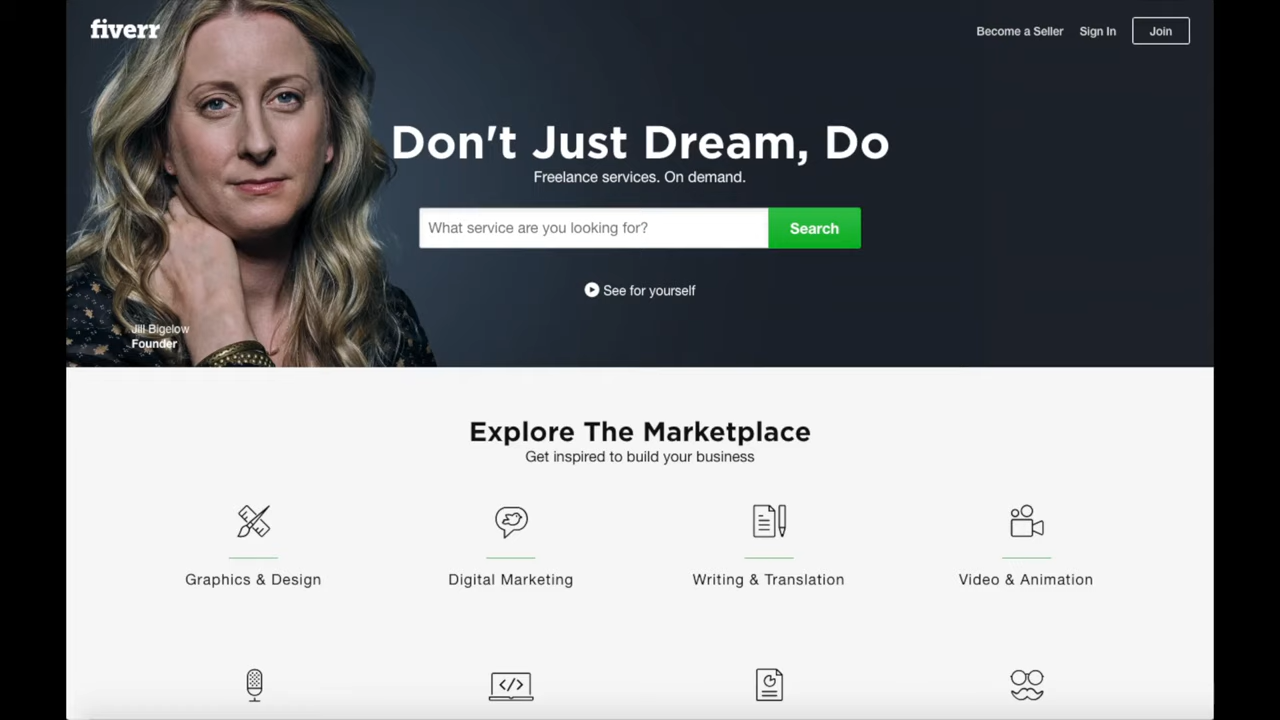 fiverr
Become a Seller
Sign In
Join
Don't Just Dream, Do
Freelance services. On demand.
What service are you looking for?
Search
See for yourself
Jill Bigelow
Founder
Explore The Marketplace
Get inspired to build your business
Graphics & Design
Digital Marketing
Writing & Translation
Video & Animation